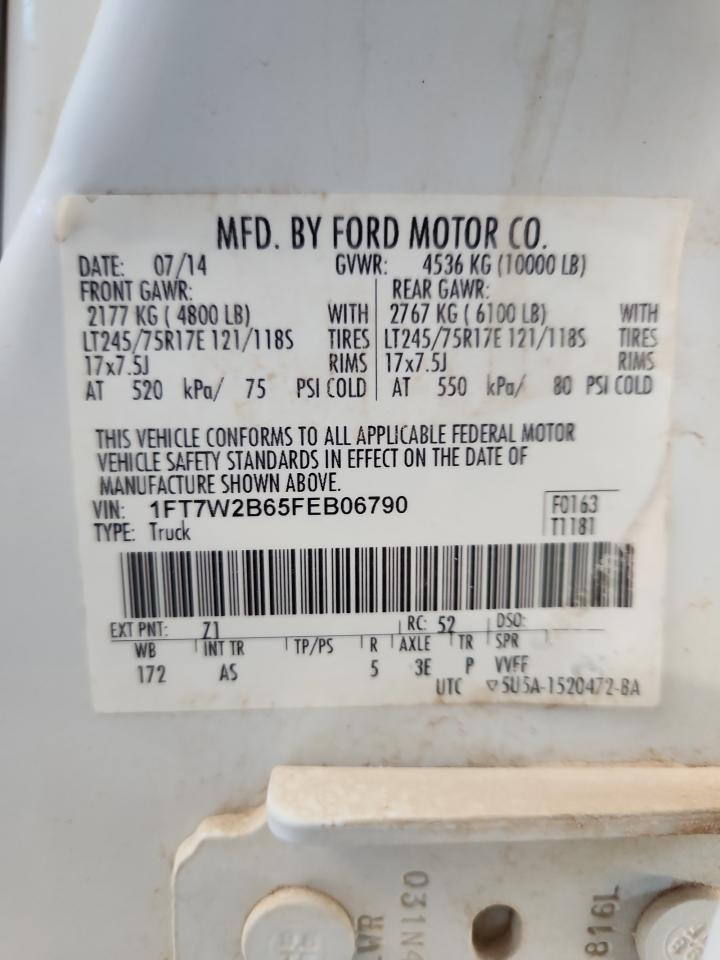 MFD. BY FORD MOTOR CO.
DATE: 07/14 GVWR: 4536 KG (10000 LB)
FRONT GAWR: REAR GAWR:
2177 KG ( 4800 LB) WITH 2767 KG ( 6100 LB) WITH
LT245/75R17E 121/118S TIRES LT245/75R17E 121/118S TIRES
17x7.5J RIMS 17x7.5J RIMS
AT 520 kPa/ 75 PSI COLD AT 550 kPa/ 80 PSI COLD
THIS VEHICLE CONFORMS TO ALL APPLICABLE FEDERAL MOTOR
VEHICLE SAFETY STANDARDS IN EFFECT ON THE DATE OF
MANUFACTURE SHOWN ABOVE.
VIN: 1FT7W2B65FEB06790 F0163
TYPE: Truck T1181
EXT PNT: Z1 RC: 52 DSO:
WB INT TR TP/PS R AXLE TR SPR
172 AS 5 3E P VVFF
UTC ▽5U5A-1520472-BA
031N4
816L